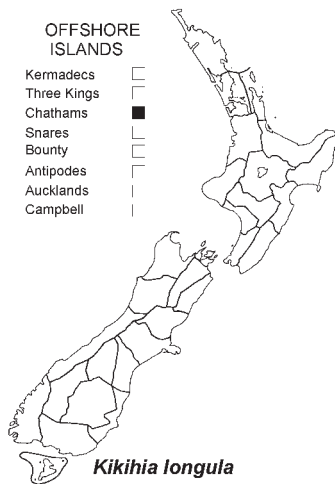 OFFSHORE
ISLANDS
Kermadecs
Three Kings
Chathams
Snares
Bounty
Antipodes
Aucklands
Campbell
Kikihia longula